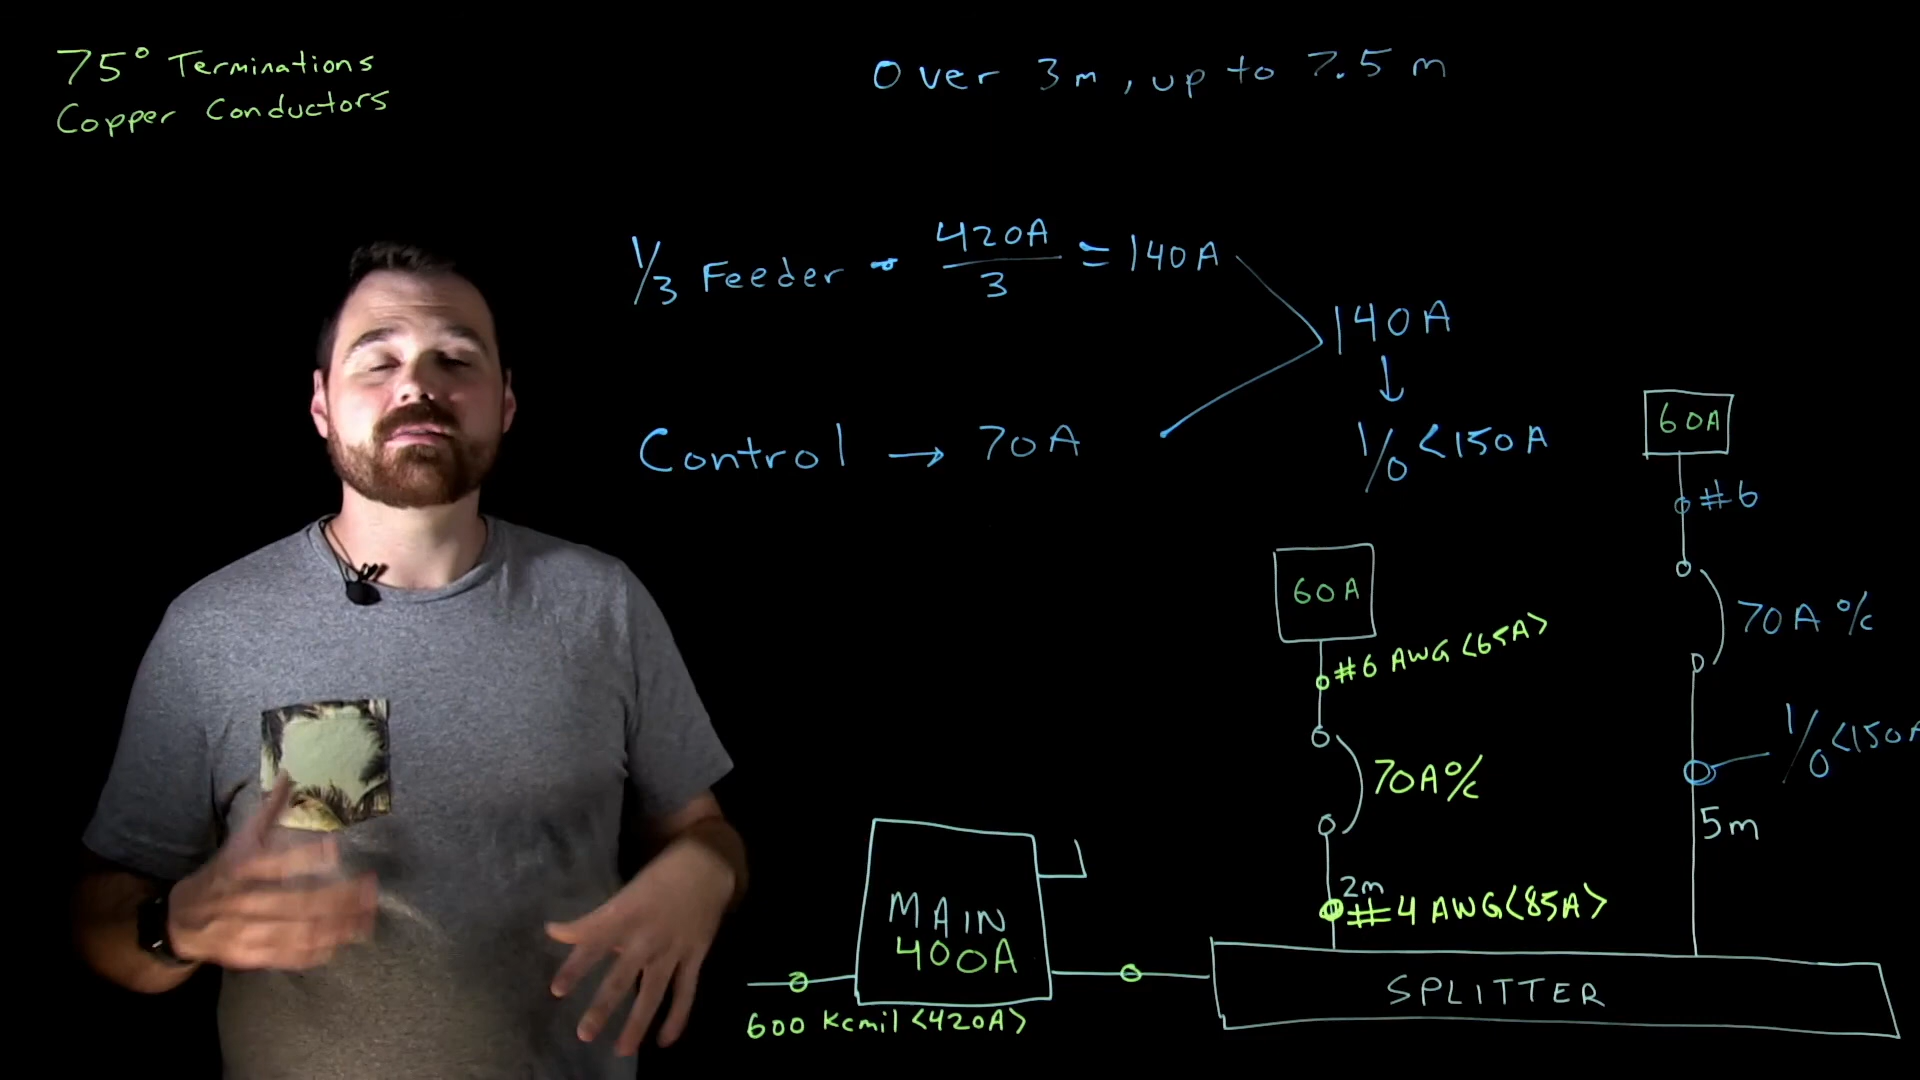 75° Terminations
Copper Conductors
Over 3m, up to 7.5 m
1/3 Feeder - 420A/3 = 140A
140A
Control → 70A
1/0 <150A
60A
#6
70A %c
1/0 <150A
5m
60A
#6 AWG <65A>
70A %c
2m
#4 AWG <85A>
MAIN
400A
600 Kcmil <420A>
SPLITTER